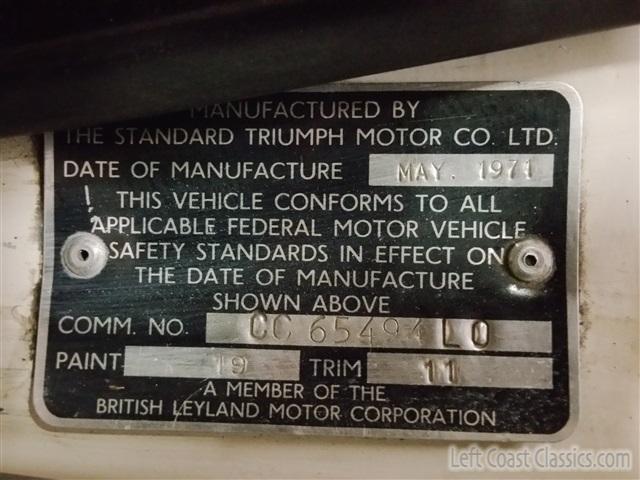 MANUFACTURED BY
THE STANDARD TRIUMPH MOTOR CO. LTD.
DATE OF MANUFACTURE MAY. 1971
THIS VEHICLE CONFORMS TO ALL
APPLICABLE FEDERAL MOTOR VEHICLE
SAFETY STANDARDS IN EFFECT ON
THE DATE OF MANUFACTURE
SHOWN ABOVE
COMM. NO. CC 65494 LO
PAINT 19 TRIM 11
A MEMBER OF THE
BRITISH LEYLAND MOTOR CORPORATION
Left Coast Classics.com